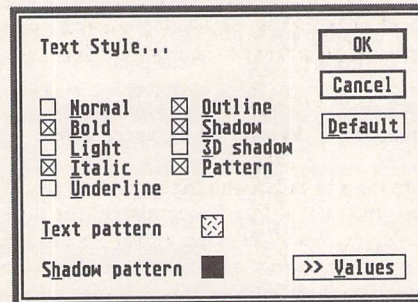 Text Style...
OK
Cancel
Default
Normal
Bold
Light
Italic
Underline
Outline
Shadow
3D shadow
Pattern
Text pattern
Shadow pattern
>> Values